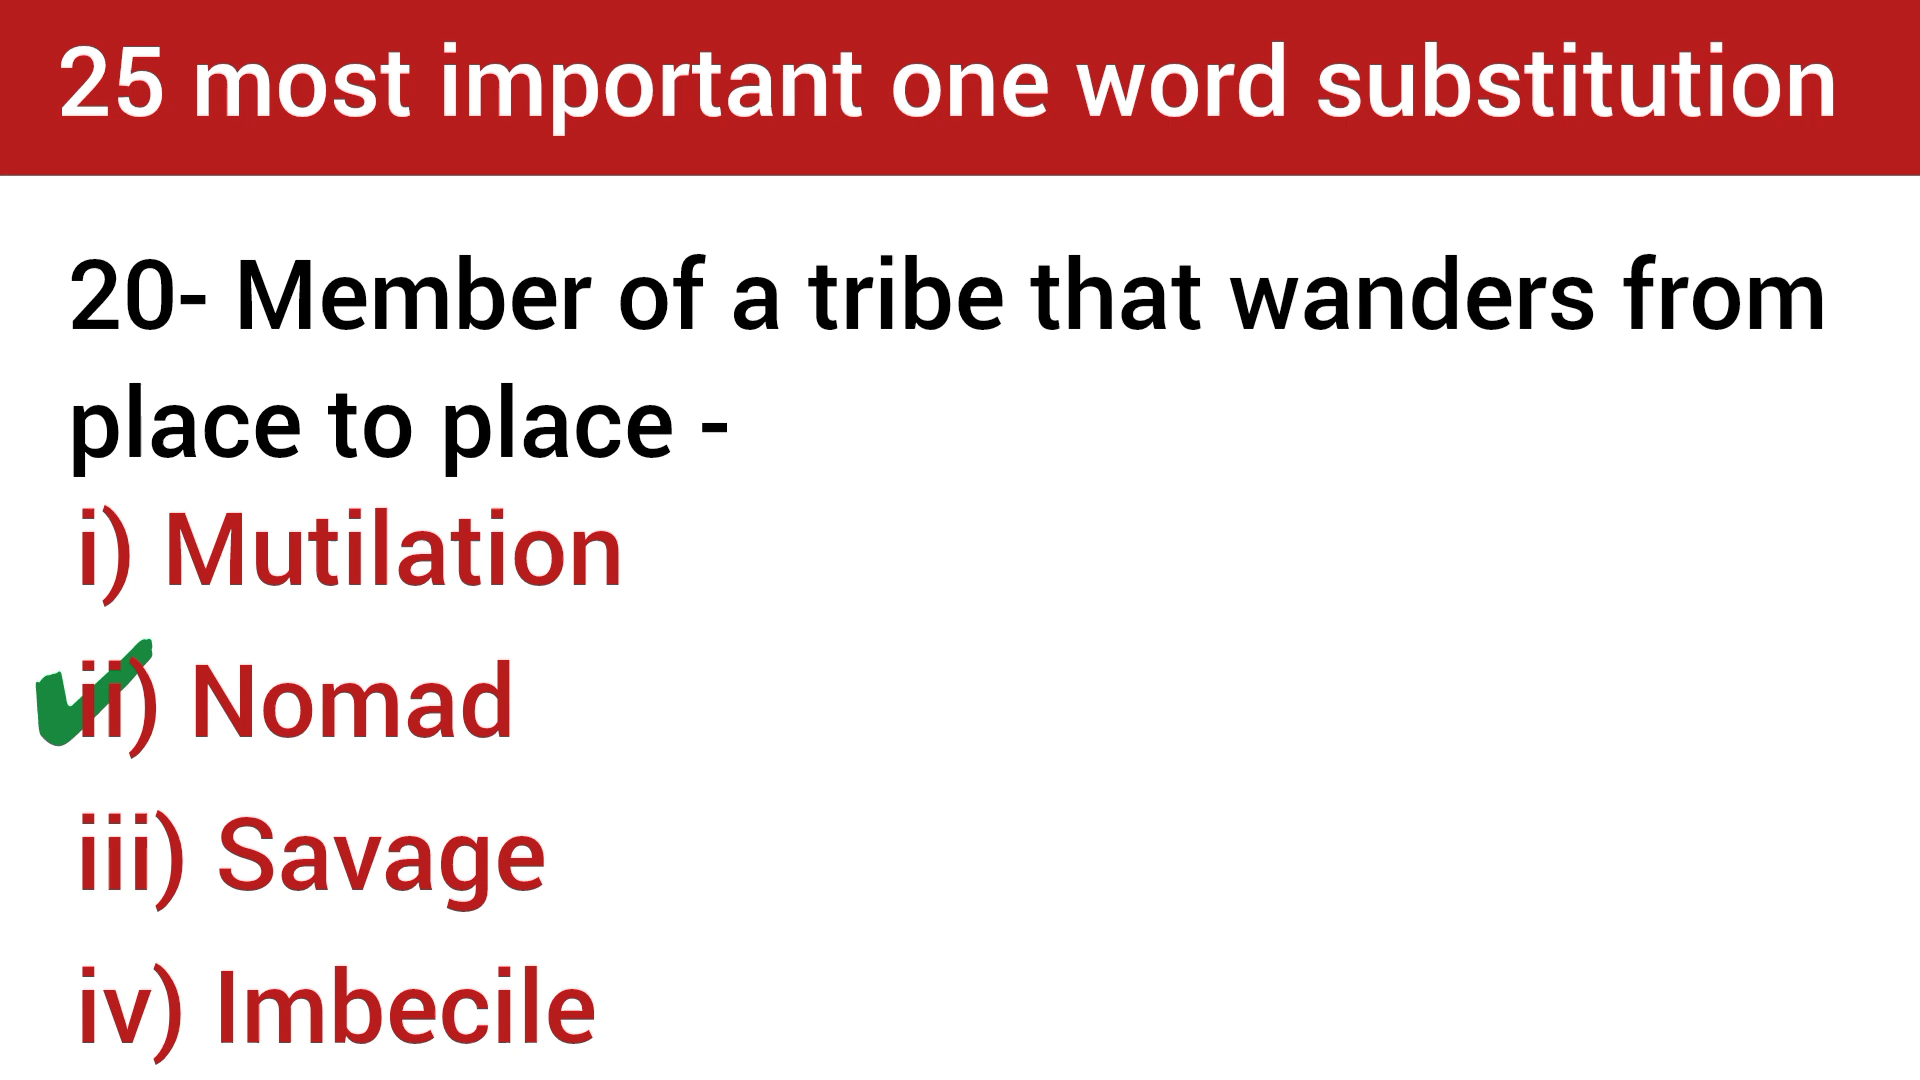 25 most important one word substitution
20- Member of a tribe that wanders from
place to place -
i) Mutilation
ii) Nomad
iii) Savage
iv) Imbecile